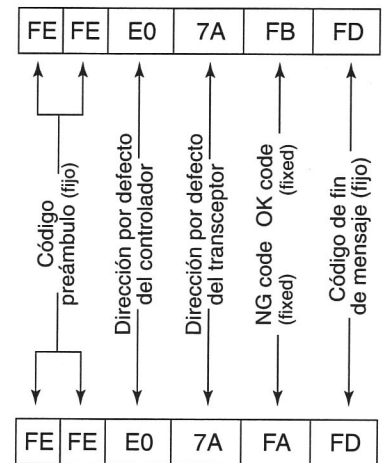 FE FE E0 7A FB FD
Código
preámbulo (fijo)
Dirección por defecto
del controlador
Dirección por defecto
del transceptor
OK code
(fixed)
NG code
(fixed)
Código de fin
de mensaje (fijo)
FE FE E0 7A FA FD